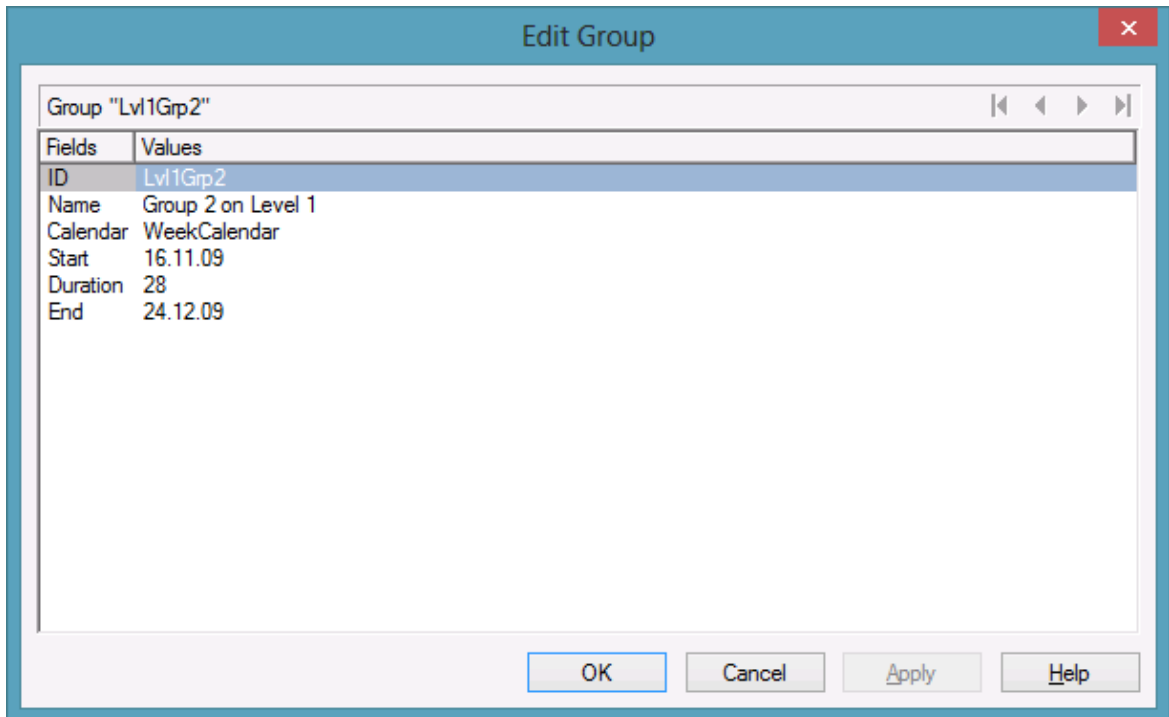 Edit Group
Group "Lvl1Grp2"
Fields Values
ID Lvl1Grp2
Name Group 2 on Level 1
Calendar WeekCalendar
Start 16.11.09
Duration 28
End 24.12.09
OK Cancel Apply Help